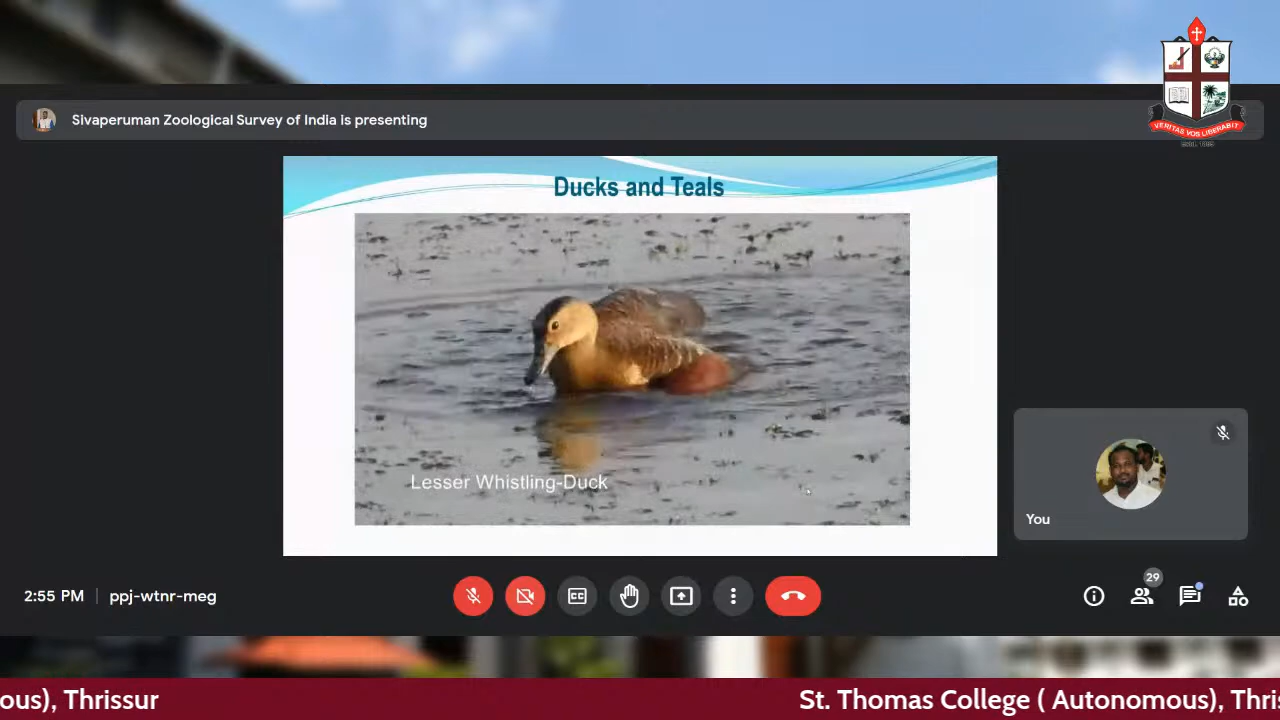 Sivaperuman Zoological Survey of India is presenting
VERITAS VOS LIBERABIT
Ducks and Teals
Lesser Whistling-Duck
You
2:55 PM | ppj-wtnr-meg
CC
29
ous), Thrissur
St. Thomas College ( Autonomous), Thris